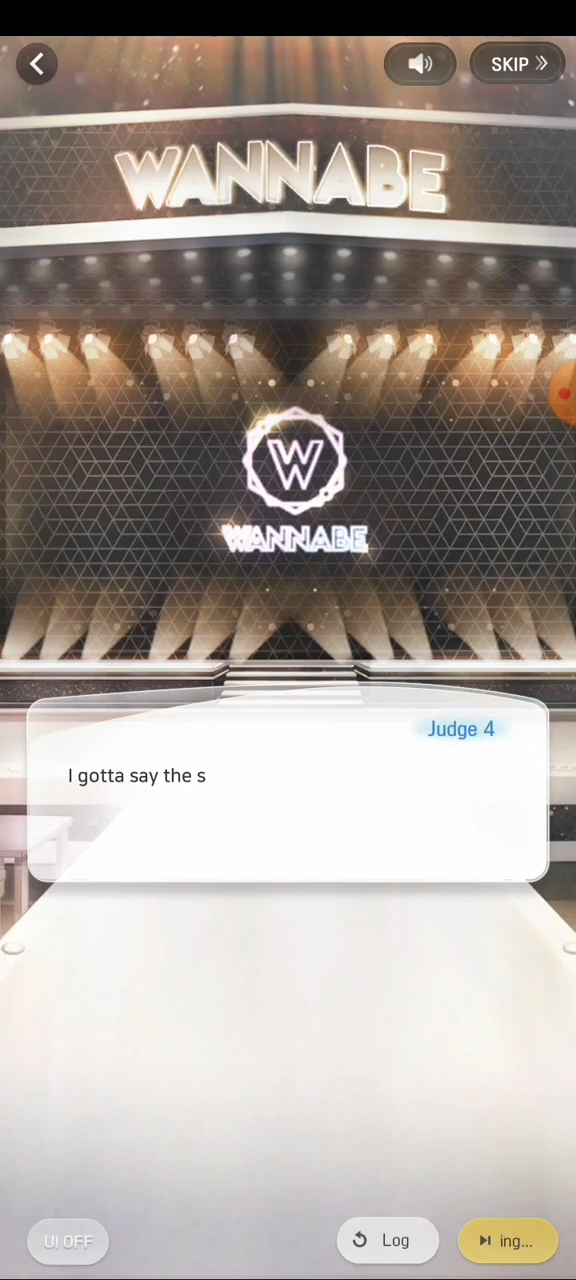 SKIP
WANNABE
W
WANNABE
Judge 4
I gotta say the s
UI OFF
Log
ing...